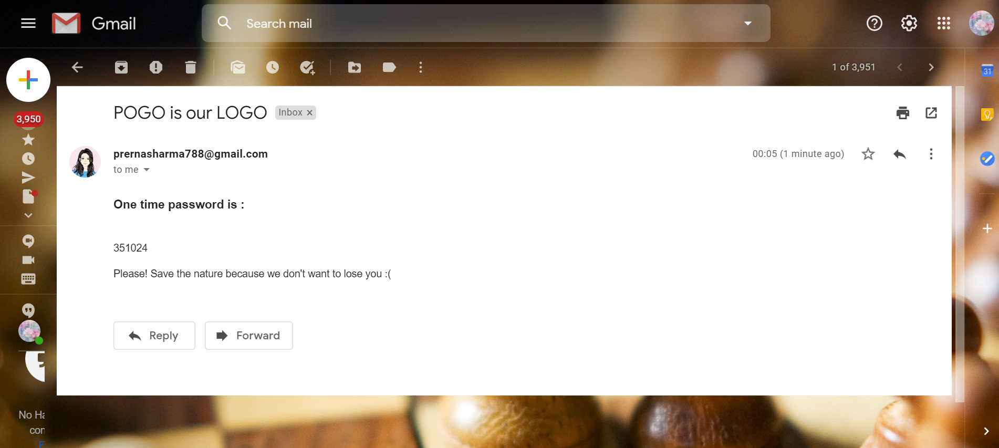 Gmail
Search mail
1 of 3,951
31
3,950
POGO is our LOGO
Inbox ×
prernasharma788@gmail.com
00:05 (1 minute ago)
to me
One time password is :
351024
Please! Save the nature because we don't want to lose you :(
Reply
Forward
No Ha
con